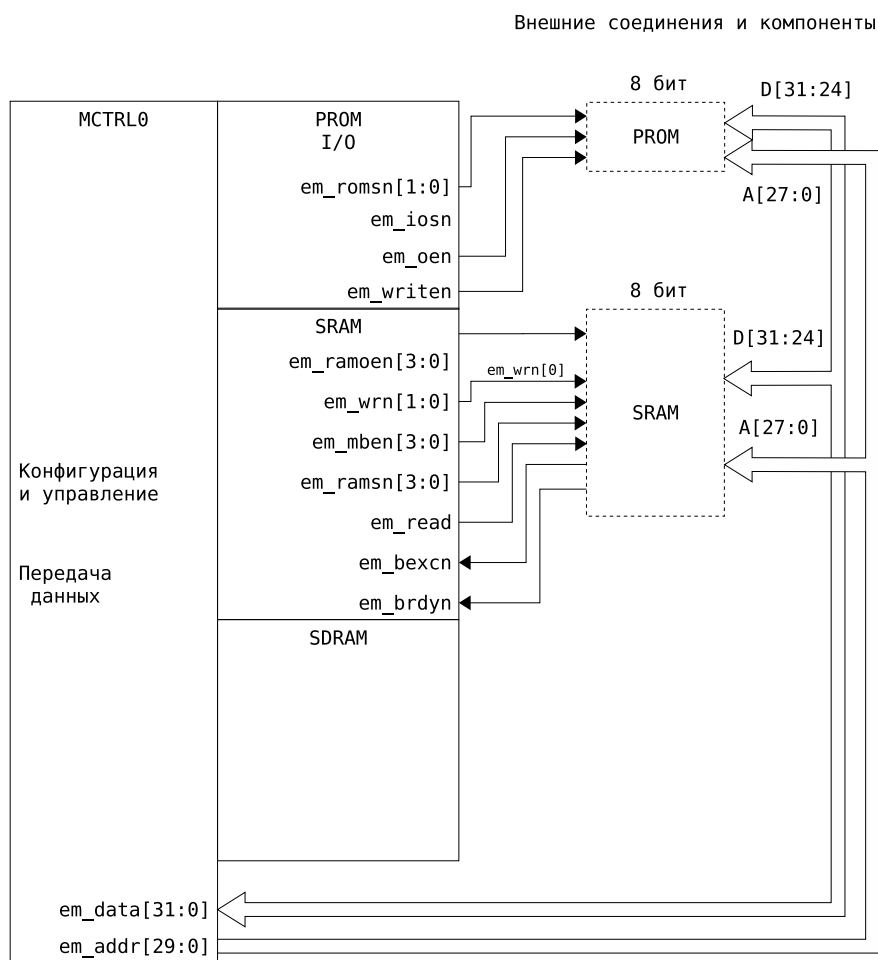 Внешние соединения и компоненты
8 бит
D[31:24]
MCTRL0
PROM
I/O
PROM
em_romsn[1:0]
A[27:0]
em_iosn
em_oen
em_writen
8 бит
SRAM
D[31:24]
em_ramoen[3:0]
em_wrn[0]
em_wrn[1:0]
SRAM
A[27:0]
em_mben[3:0]
Конфигурация
и управление
em_ramsn[3:0]
em_read
em_bexcn
Передача
данных
em_brdyn
SDRAM
em_data[31:0]
em_addr[29:0]